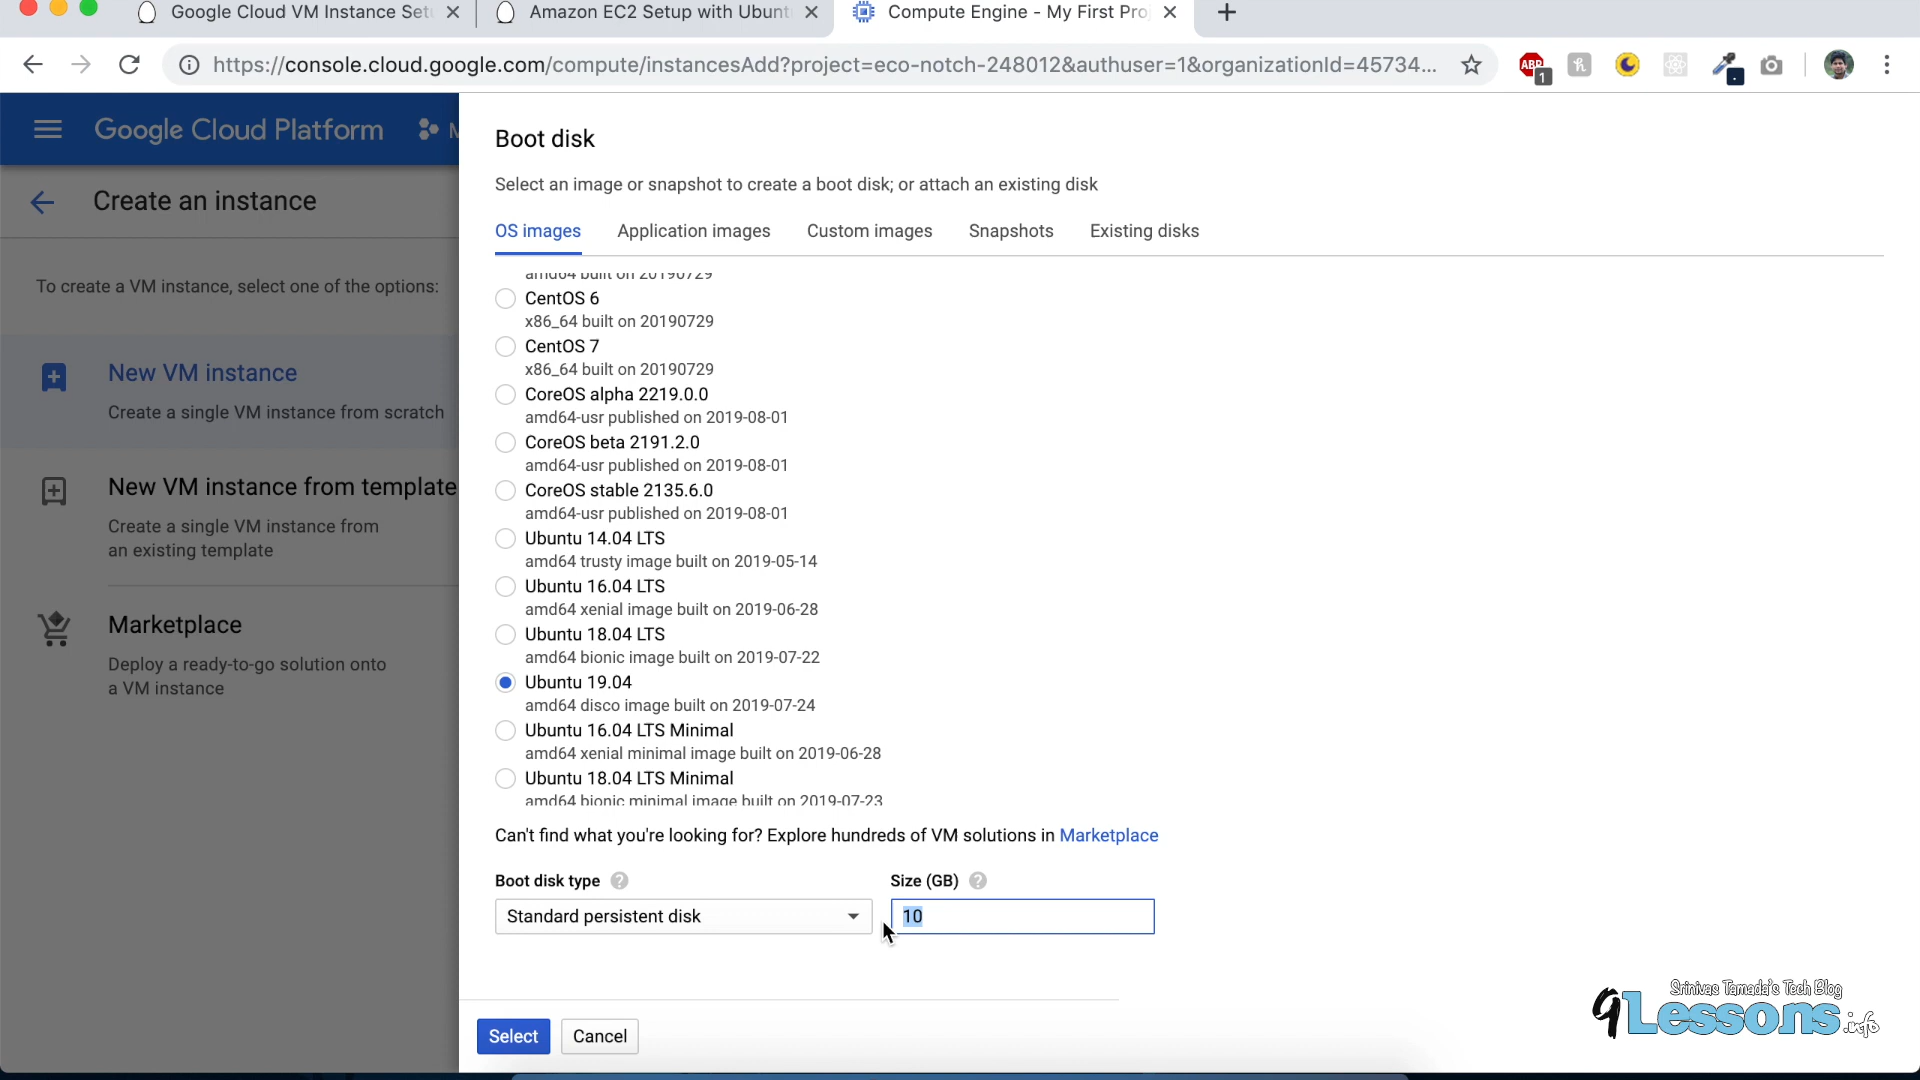 Google Cloud VM Instance Set
Amazon EC2 Setup with Ubunt
Compute Engine - My First Pro
https://console.cloud.google.com/compute/instancesAdd?project=eco-notch-248012&authuser=1&organizationId=45734...
ABP
1
Google Cloud Platform
M
Create an instance
To create a VM instance, select one of the options:
New VM instance
Create a single VM instance from scratch
New VM instance from template
Create a single VM instance from
an existing template
Marketplace
Deploy a ready-to-go solution onto
a VM instance
Boot disk
Select an image or snapshot to create a boot disk; or attach an existing disk
OS images
Application images
Custom images
Snapshots
Existing disks
amd64 built on 20190729
CentOS 6
x86_64 built on 20190729
CentOS 7
x86_64 built on 20190729
CoreOS alpha 2219.0.0
amd64-usr published on 2019-08-01
CoreOS beta 2191.2.0
amd64-usr published on 2019-08-01
CoreOS stable 2135.6.0
amd64-usr published on 2019-08-01
Ubuntu 14.04 LTS
amd64 trusty image built on 2019-05-14
Ubuntu 16.04 LTS
amd64 xenial image built on 2019-06-28
Ubuntu 18.04 LTS
amd64 bionic image built on 2019-07-22
Ubuntu 19.04
amd64 disco image built on 2019-07-24
Ubuntu 16.04 LTS Minimal
amd64 xenial minimal image built on 2019-06-28
Ubuntu 18.04 LTS Minimal
amd64 bionic minimal image built on 2019-07-23
Can't find what you're looking for? Explore hundreds of VM solutions in Marketplace
Boot disk type ?
Size (GB) ?
Standard persistent disk
10
Select
Cancel
Srinivas Tamada's Tech Blog
9Lessons.info